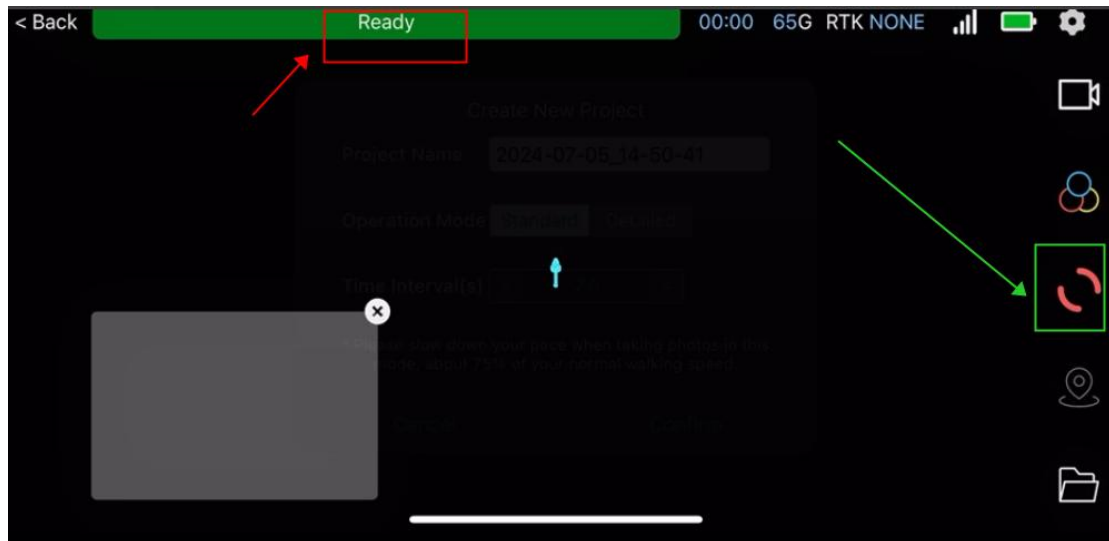 < Back
Ready
00:00
65G
RTK NONE
Create New Project
Project Name
2024-07-05_14-50-41
Operation Mode
Standard
Detailed
Time Interval(s)
* Please slow down your pace when taking photos in this
mode, about 75% of your normal walking speed.
Cancel
Confirm